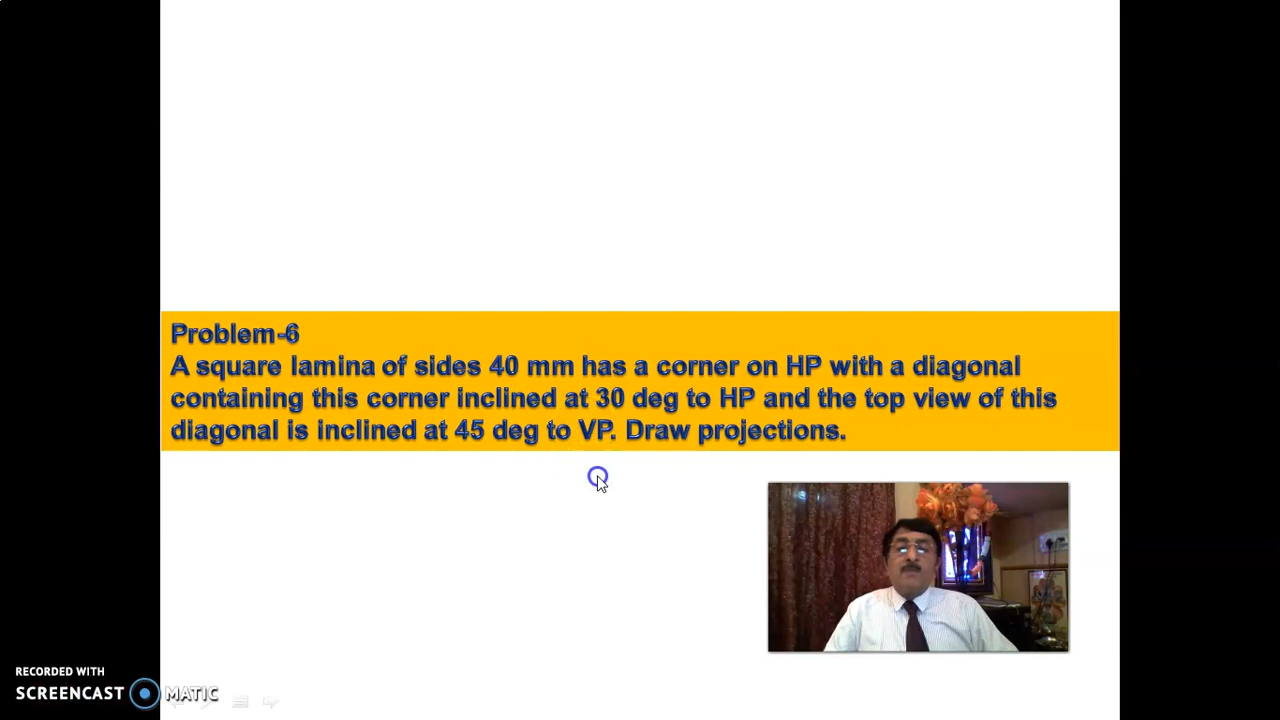 Problem-6
A square lamina of sides 40 mm has a corner on HP with a diagonal
containing this corner inclined at 30 deg to HP and the top view of this
diagonal is inclined at 45 deg to VP. Draw projections.
RECORDED WITH
SCREENCAST MATIC